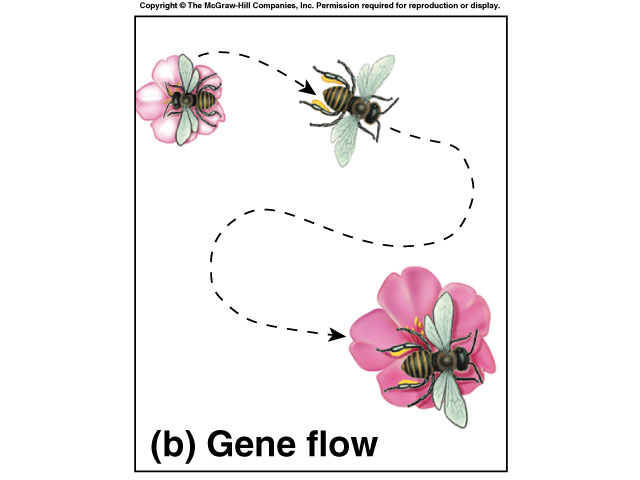 Copyright © The McGraw-Hill Companies, Inc. Permission required for reproduction or display.
(b) Gene flow